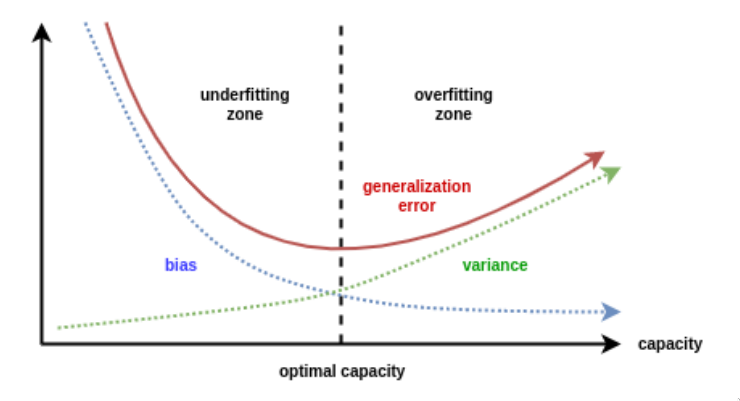 underfitting
zone
overfitting
zone
generalization
error
bias
variance
capacity
optimal capacity